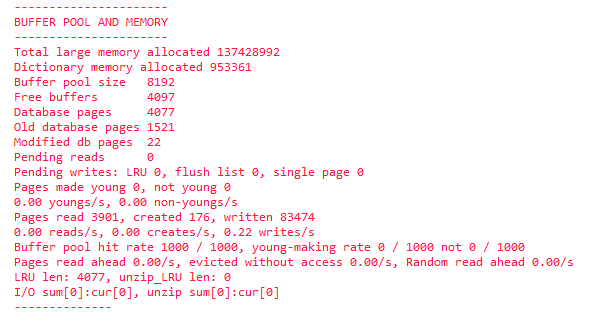 ----------------------
BUFFER POOL AND MEMORY
----------------------
Total large memory allocated 137428992
Dictionary memory allocated 953361
Buffer pool size   8192
Free buffers       4097
Database pages     4077
Old database pages 1521
Modified db pages  22
Pending reads      0
Pending writes: LRU 0, flush list 0, single page 0
Pages made young 0, not young 0
0.00 youngs/s, 0.00 non-youngs/s
Pages read 3901, created 176, written 83474
0.00 reads/s, 0.00 creates/s, 0.22 writes/s
Buffer pool hit rate 1000 / 1000, young-making rate 0 / 1000 not 0 / 1000
Pages read ahead 0.00/s, evicted without access 0.00/s, Random read ahead 0.00/s
LRU len: 4077, unzip_LRU len: 0
I/O sum[0]:cur[0], unzip sum[0]:cur[0]
--------------